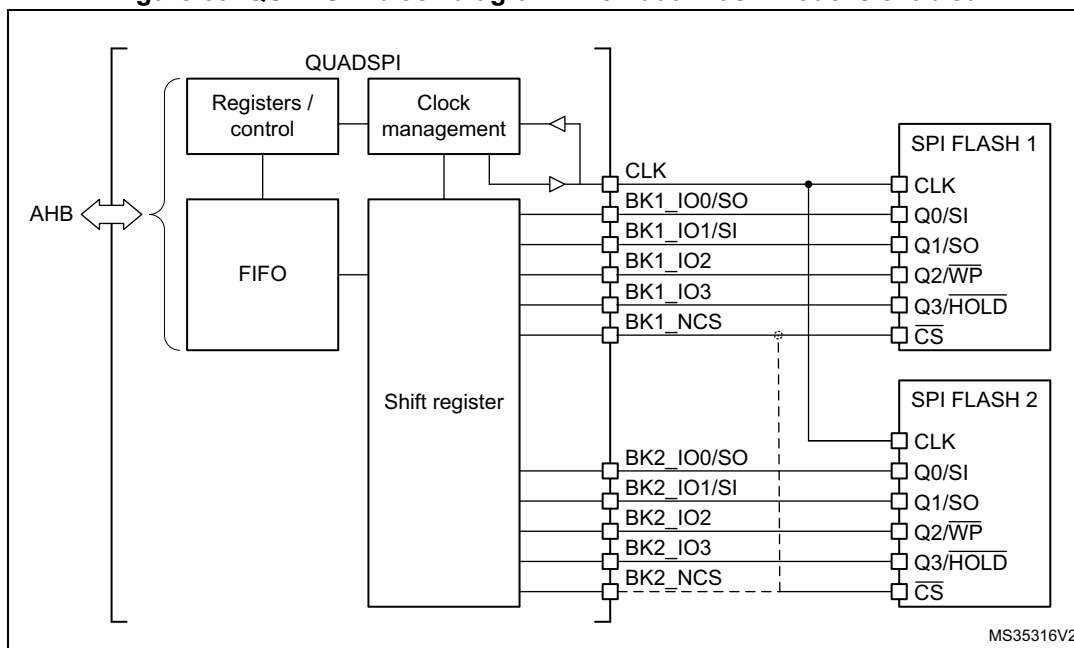 QUADSPI
Registers /
control
Clock
management
AHB
FIFO
Shift register
CLK
BK1_IO0/SO
BK1_IO1/SI
BK1_IO2
BK1_IO3
BK1_NCS
BK2_IO0/SO
BK2_IO1/SI
BK2_IO2
BK2_IO3
BK2_NCS
SPI FLASH 1
CLK
Q0/SI
Q1/SO
Q2/WP
Q3/HOLD
CS
SPI FLASH 2
CLK
Q0/SI
Q1/SO
Q2/WP
Q3/HOLD
CS
MS35316V2